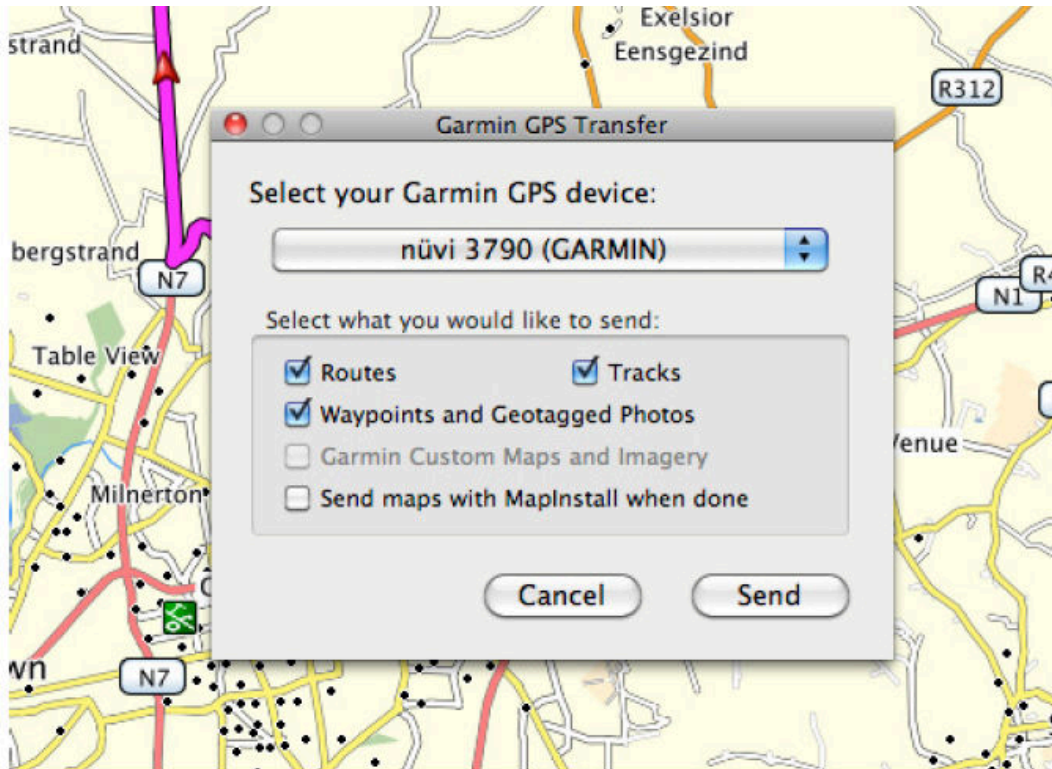 Exelsior
strand
Eensgezind
R312
Garmin GPS Transfer
Select your Garmin GPS device:
nüvi 3790 (GARMIN)
bergstrand
N7
R4
N1
Select what you would like to send:
Table View
Routes
Tracks
Waypoints and Geotagged Photos
Garmin Custom Maps and Imagery
Venue
Milnerton
Send maps with MapInstall when done
Cancel
Send
wn
N7